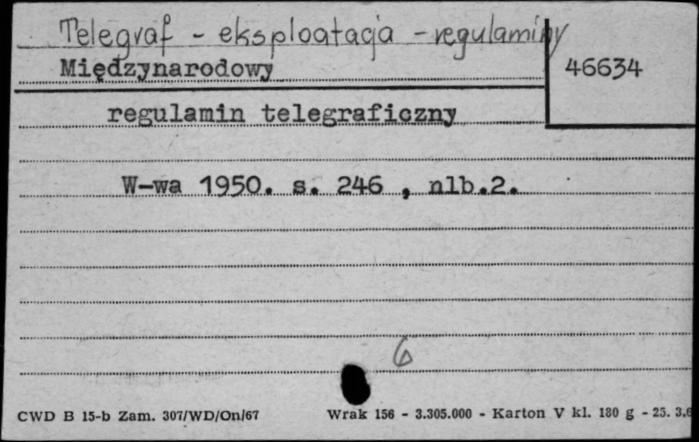 Telegraf - eksploatacja - regulaminy
Międzynarodowy
46634
regulamin telegraficzny
W-wa 1950. s. 246 , nlb.2.
6
CWD B 15-b Zam. 307/WD/On/67 Wrak 156 - 3.305.000 - Karton V kl. 180 g - 25. 3.6